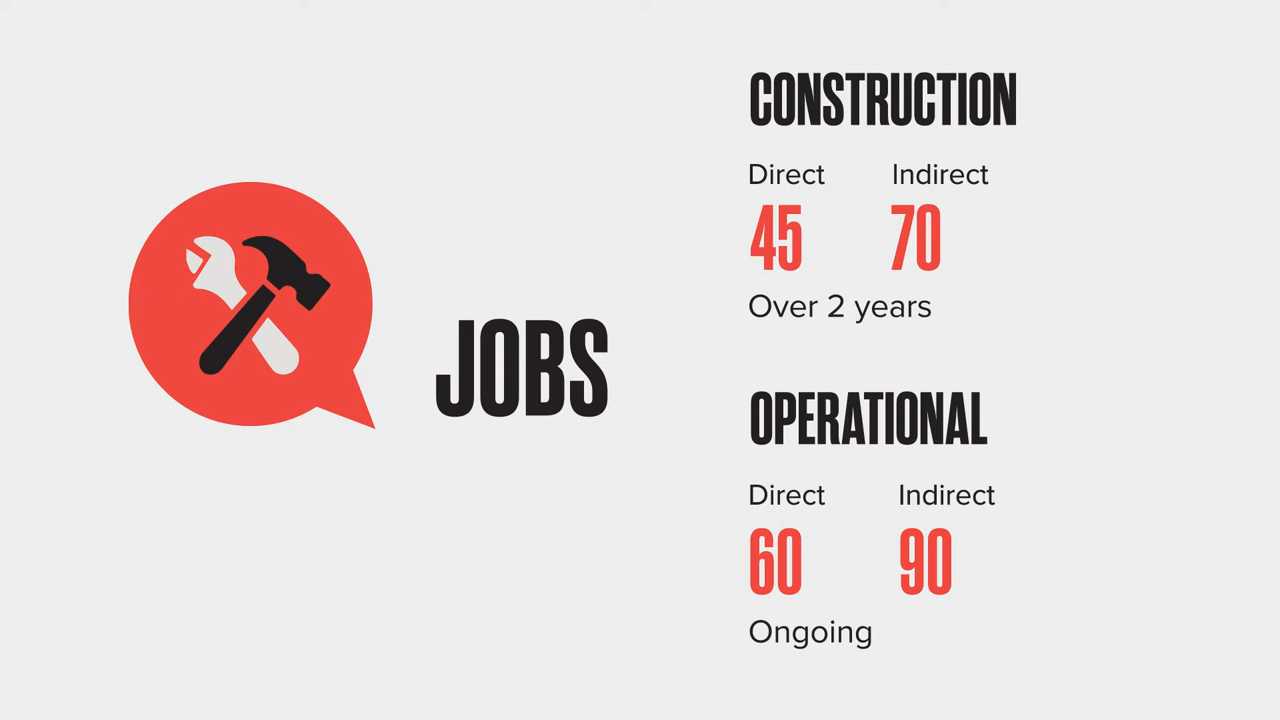 JOBS
CONSTRUCTION
Direct Indirect
45 70
Over 2 years
OPERATIONAL
Direct Indirect
60 90
Ongoing